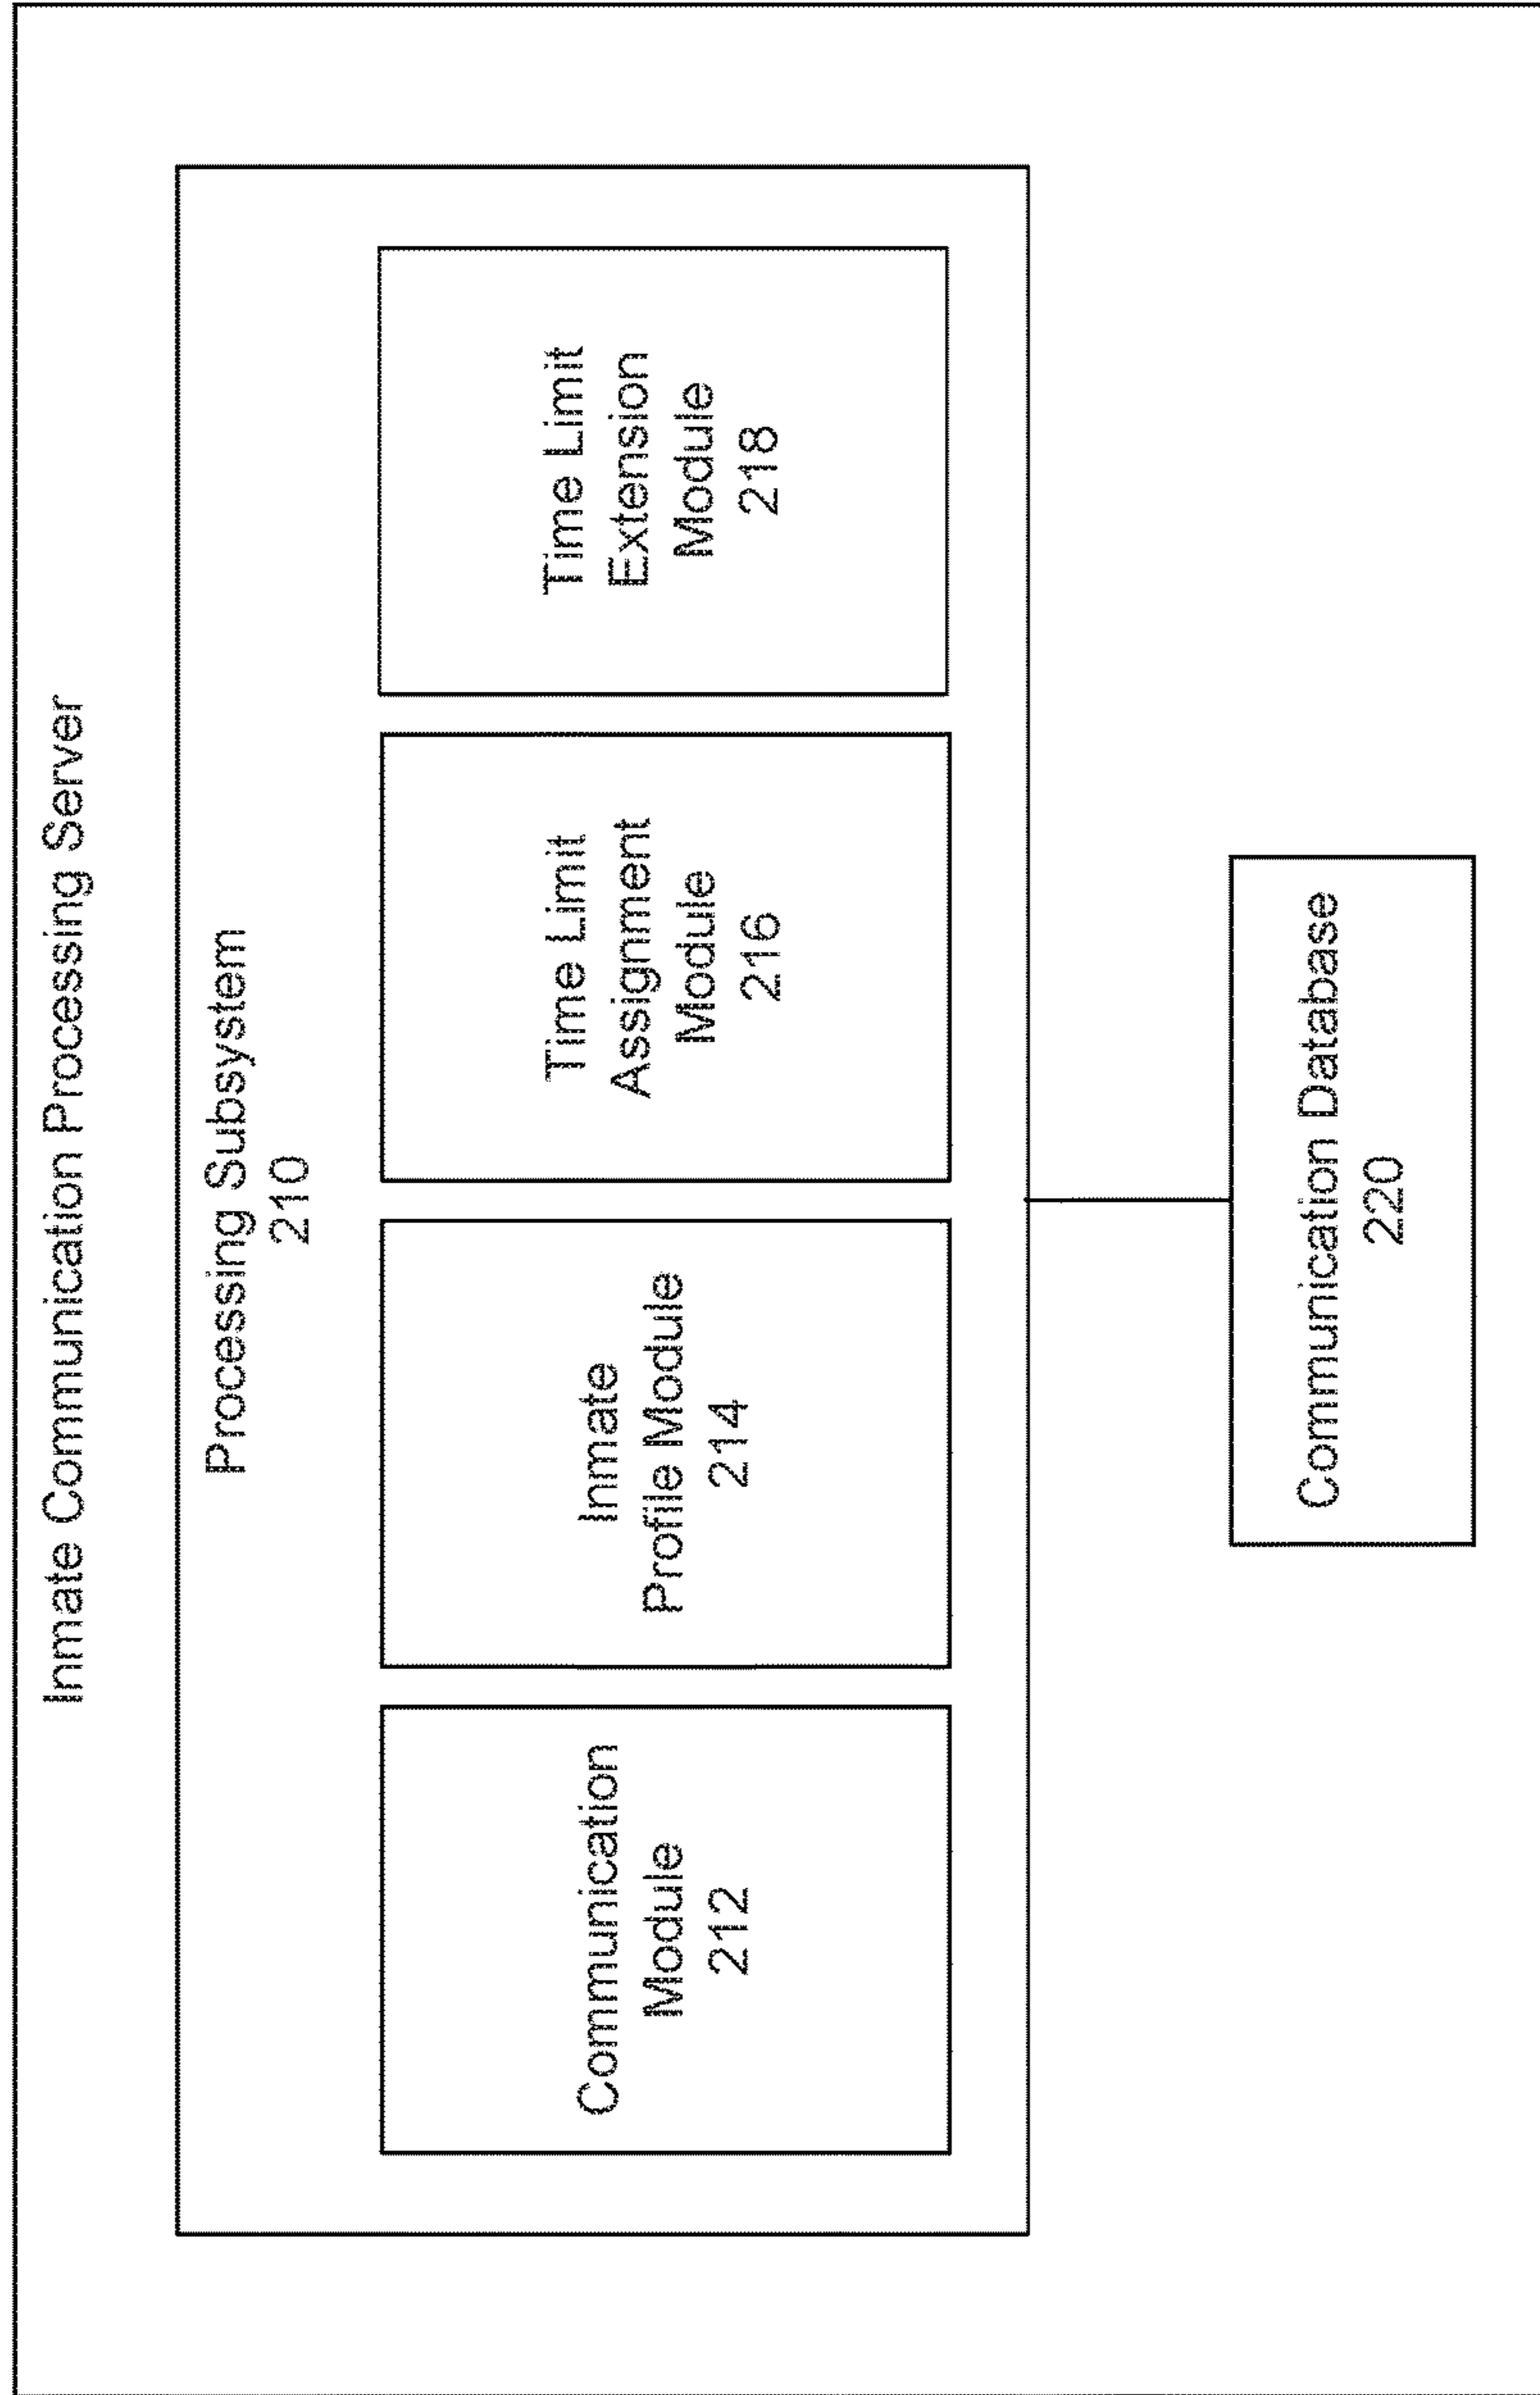 Inmate Communication Processing Server
Processing Subsystem
210
Communication
Module
212
Inmate
Profile Module
214
Time Limit
Assignment
Module
216
Time Limit
Extension
Module
218
Communication Database
220